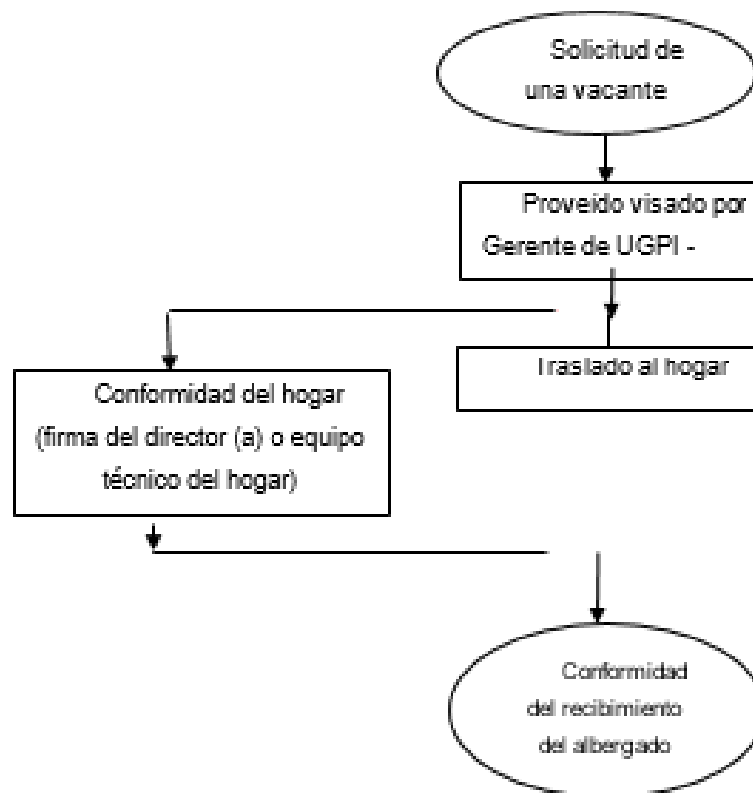 Solicitud de
una vacante
Proveido visado por
Gerente de UGPI -
Traslado al hogar
Conformidad del hogar
(firma del director (a) o equipo
técnico del hogar)
Conformidad
del recibimiento
del albergado